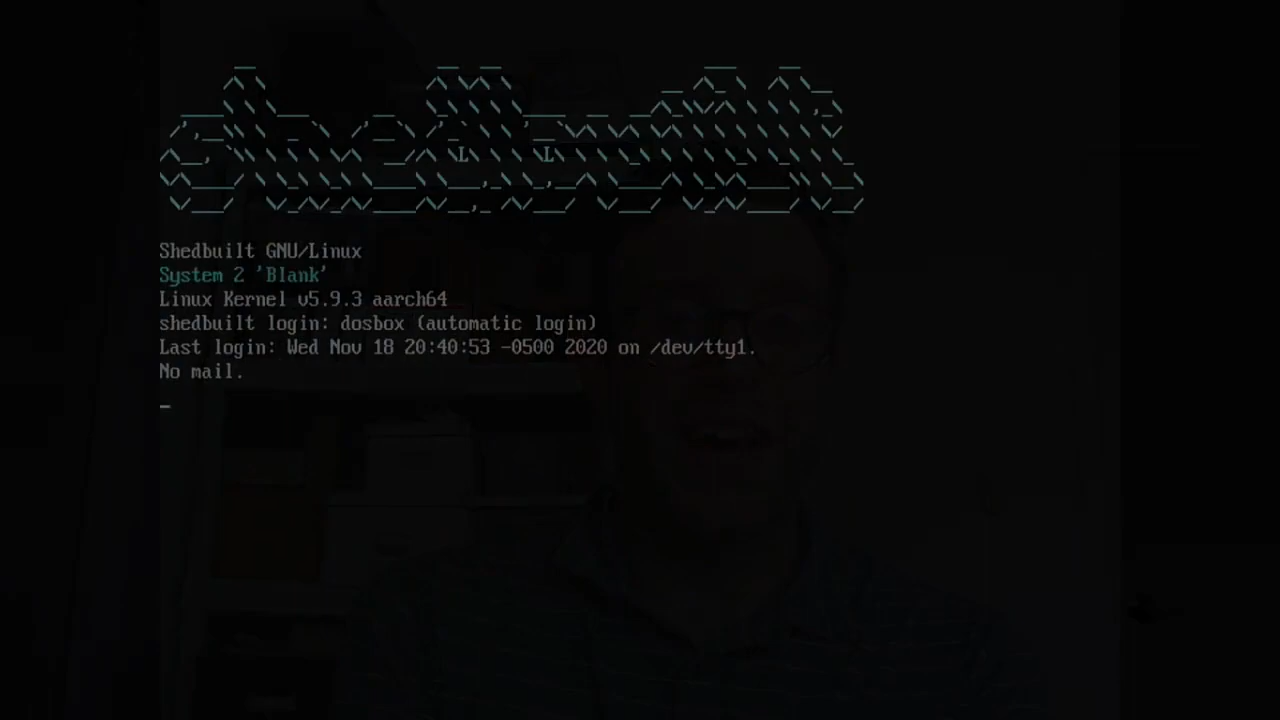 shedbuilt
Shedbuilt GNU/Linux
System 2 'Blank'
Linux Kernel v5.9.3 aarch64
shedbuilt login: dosbox (automatic login)
Last login: Wed Nov 18 20:40:53 -0500 2020 on /dev/tty1.
No mail.